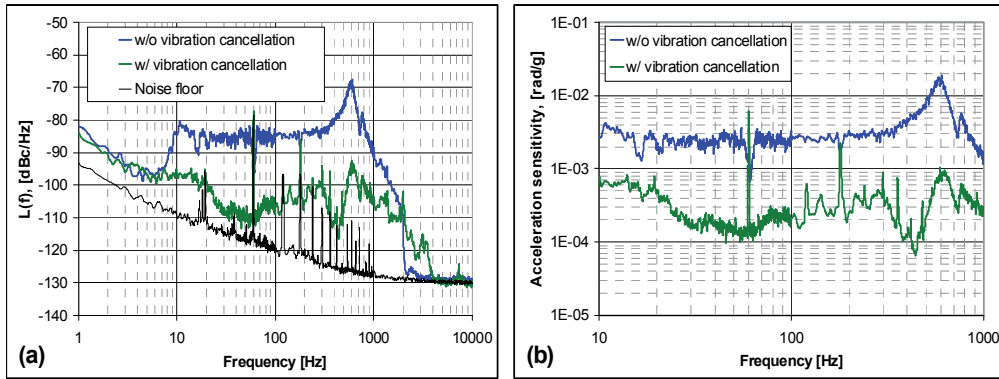 -50
-60
-70
-80
-90
-100
-110
-120
-130
-140
L(f), [dBc/Hz]
w/o vibration cancellation
w/ vibration cancellation
Noise floor
1
10
100
1000
10000
Frequency [Hz]
(a)
1E-01
1E-02
1E-03
1E-04
1E-05
Acceleration sensitivity, [rad/g]
w/o vibration cancellation
w/ vibration cancellation
10
100
1000
Frequency [Hz]
(b)